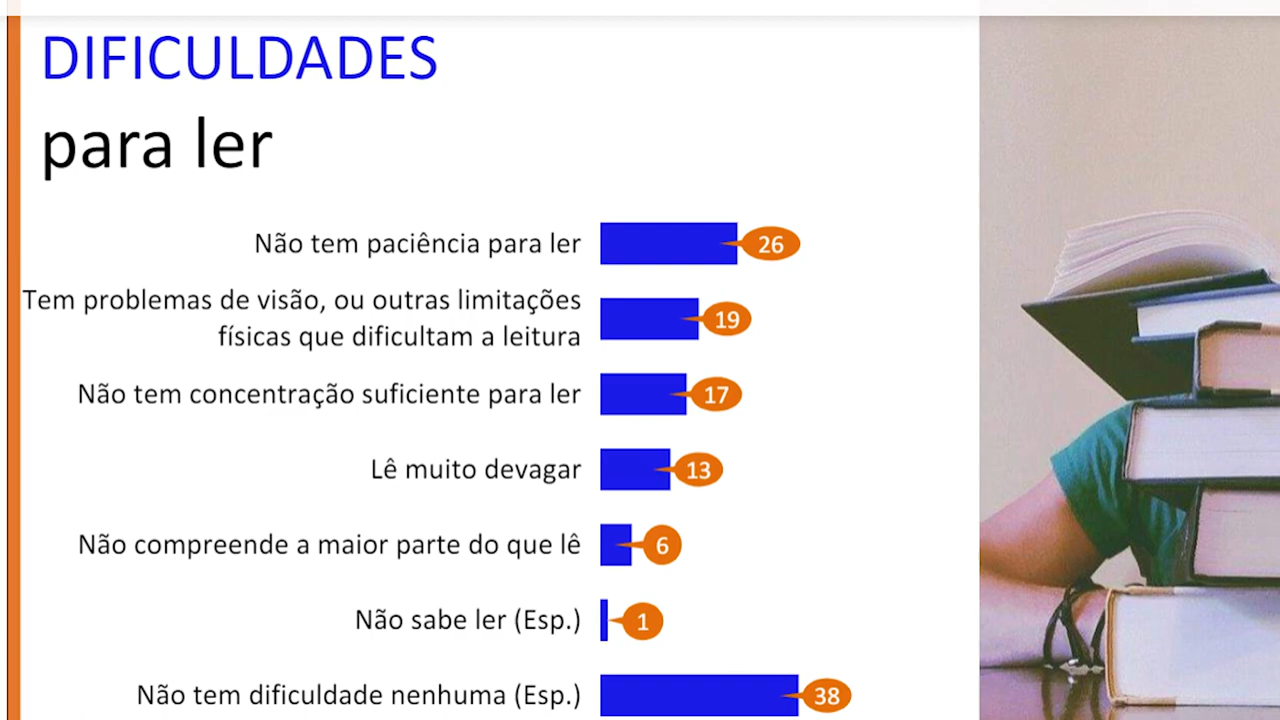 DIFICULDADES
para ler
Não tem paciência para ler
26
Tem problemas de visão, ou outras limitações
físicas que dificultam a leitura
19
Não tem concentração suficiente para ler
17
Lê muito devagar
13
Não compreende a maior parte do que lê
6
Não sabe ler (Esp.)
1
Não tem dificuldade nenhuma (Esp.)
38